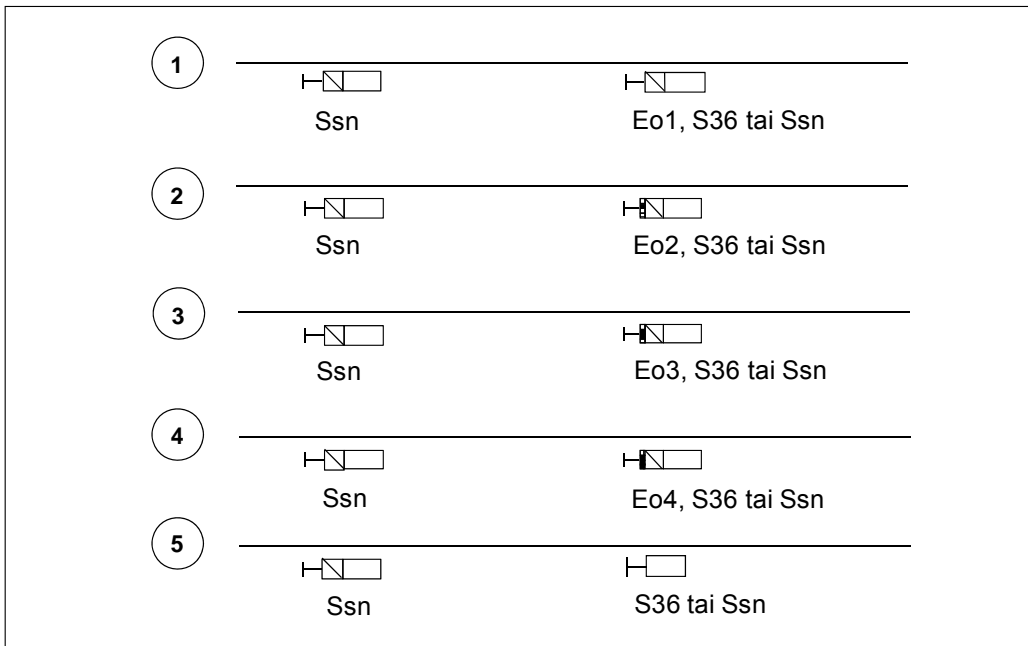 1
Ssn Eo1, S36 tai Ssn
2
Ssn Eo2, S36 tai Ssn
3
Ssn Eo3, S36 tai Ssn
4
Ssn Eo4, S36 tai Ssn
5
Ssn S36 tai Ssn